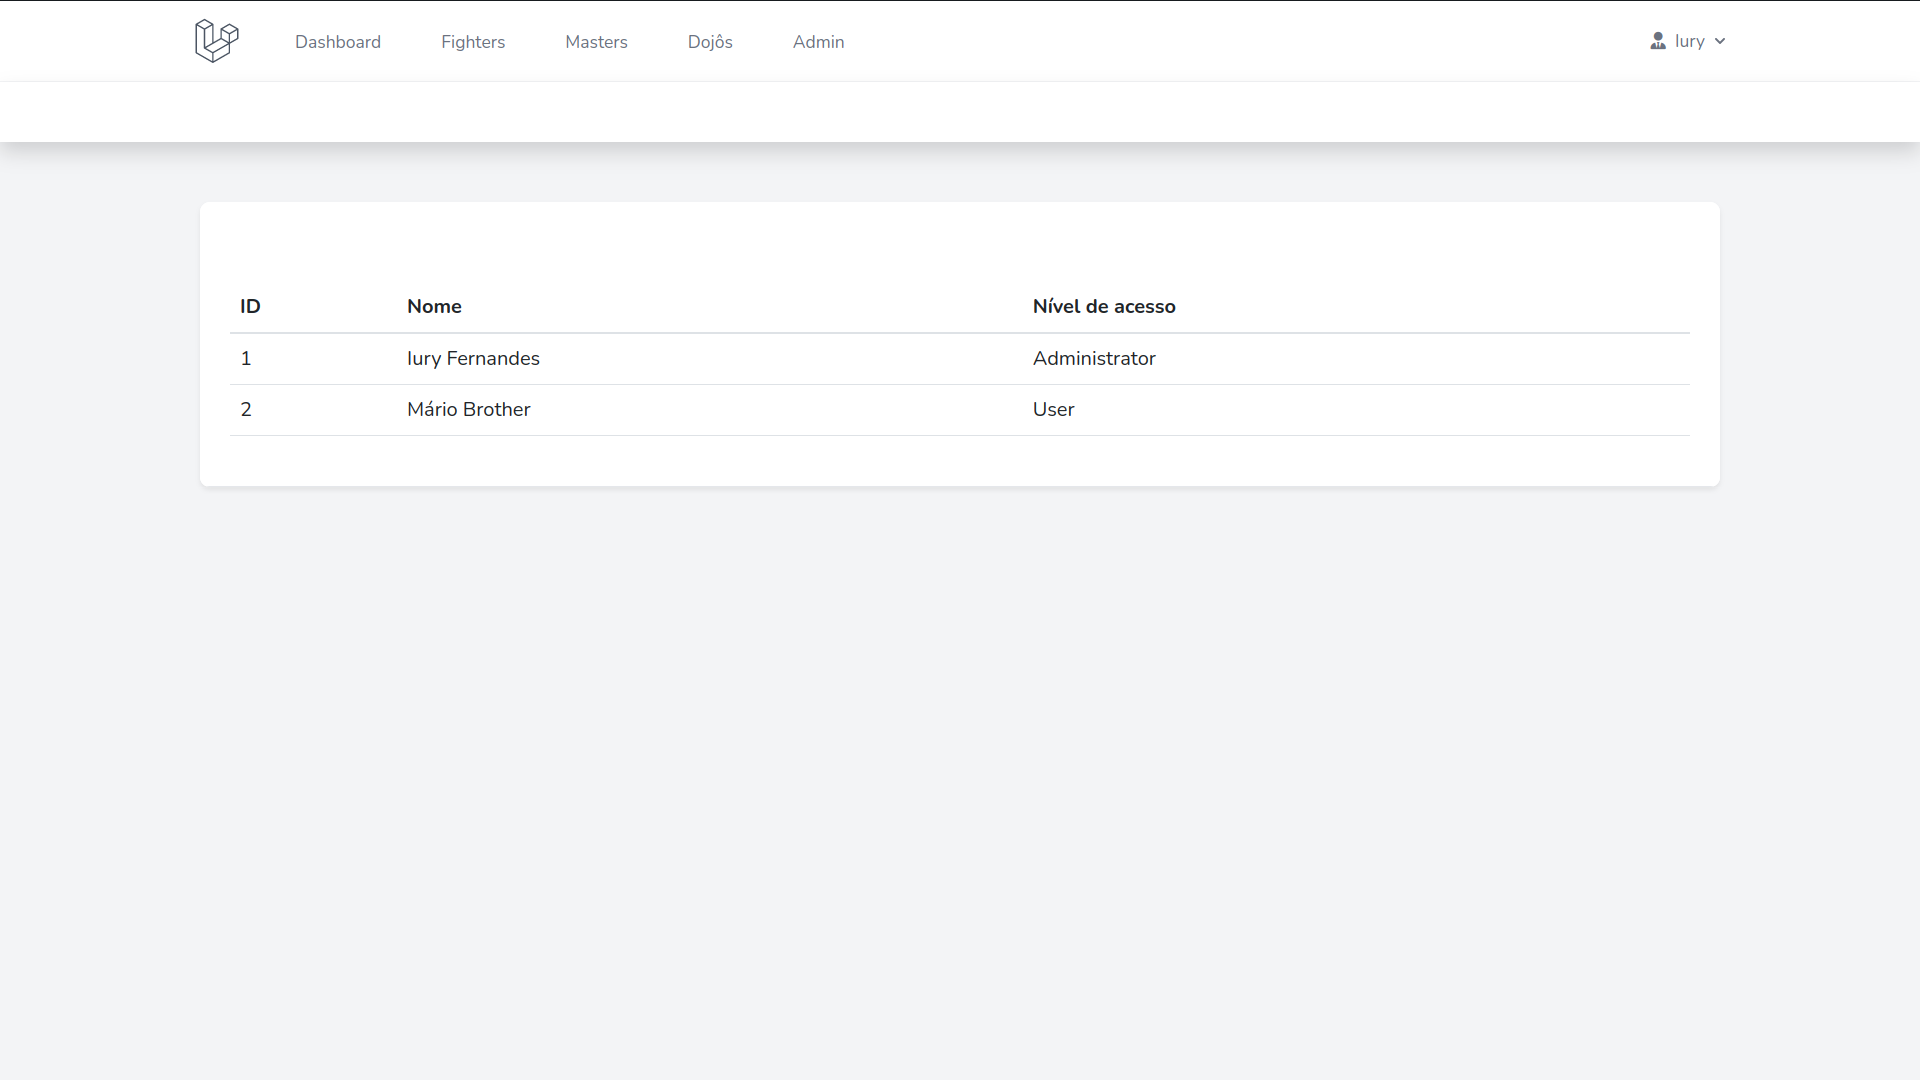 Dashboard Fighters Masters Dojôs Admin Iury
ID Nome Nível de acesso
1 Iury Fernandes Administrator
2 Mário Brother User